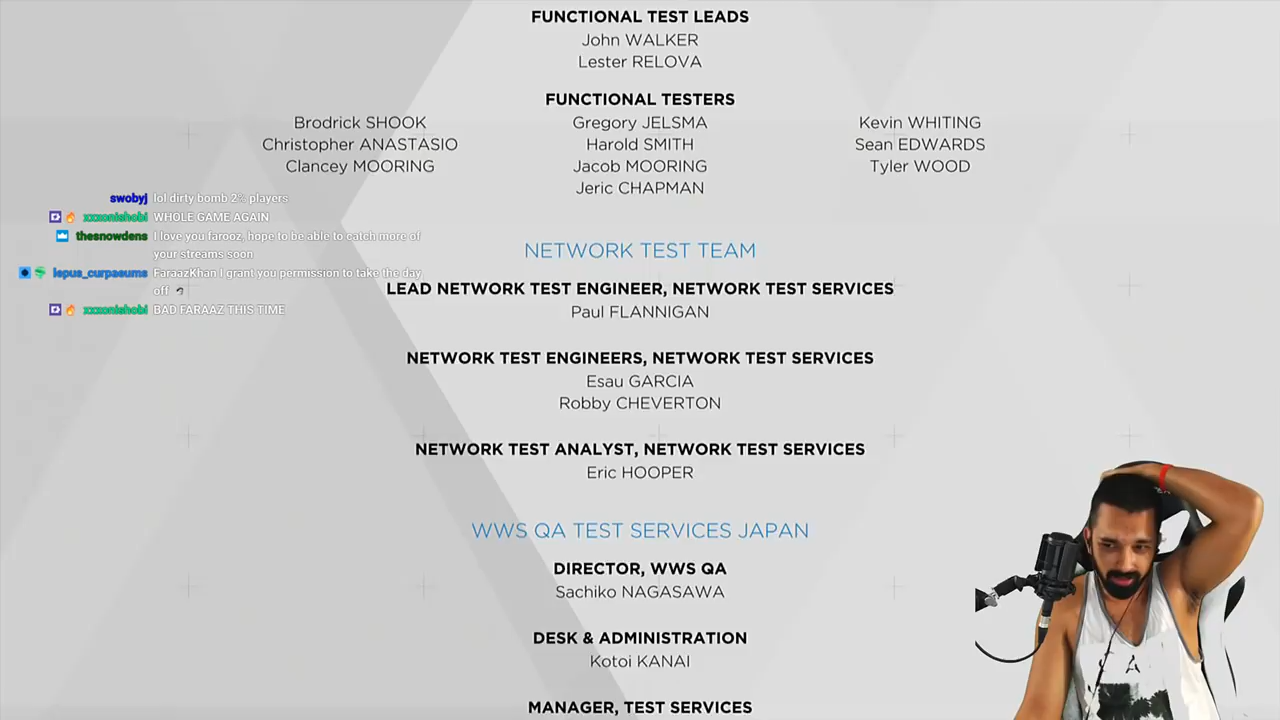 FUNCTIONAL TEST LEADS
John WALKER
Lester RELOVA
FUNCTIONAL TESTERS
Brodrick SHOOK Gregory JELSMA Kevin WHITING
Christopher ANASTASIO Harold SMITH Sean EDWARDS
Clancey MOORING Jacob MOORING Tyler WOOD
Jeric CHAPMAN
swobyj lol dirty bomb 2% players
xxxonishobi WHOLE GAME AGAIN
thesnowdens I love you farooz, hope to be able to catch more of
your streams soon
lepus_curpaeums FaraazKhan I grant you permission to take the day
off
xxxonishobi BAD FARAAZ THIS TIME
NETWORK TEST TEAM
LEAD NETWORK TEST ENGINEER, NETWORK TEST SERVICES
Paul FLANNIGAN
NETWORK TEST ENGINEERS, NETWORK TEST SERVICES
Esau GARCIA
Robby CHEVERTON
NETWORK TEST ANALYST, NETWORK TEST SERVICES
Eric HOOPER
WWS QA TEST SERVICES JAPAN
DIRECTOR, WWS QA
Sachiko NAGASAWA
DESK & ADMINISTRATION
Kotoi KANAI
MANAGER, TEST SERVICES